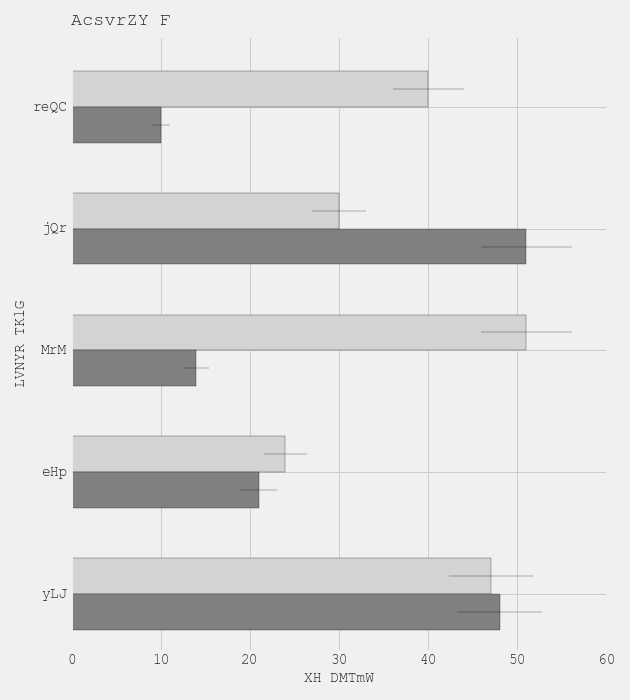 AcsvrZY F
reQC
jQr
MrM
eHp
yLJ
LVNYR TKlG
0 10 20 30 40 50 60
XH DMTmW